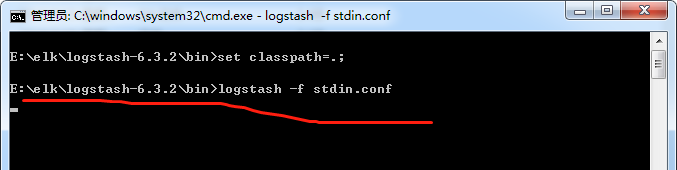 管理员: C:\windows\system32\cmd.exe - logstash  -f stdin.conf
E:\elk\logstash-6.3.2\bin>set classpath=.;
E:\elk\logstash-6.3.2\bin>logstash -f stdin.conf